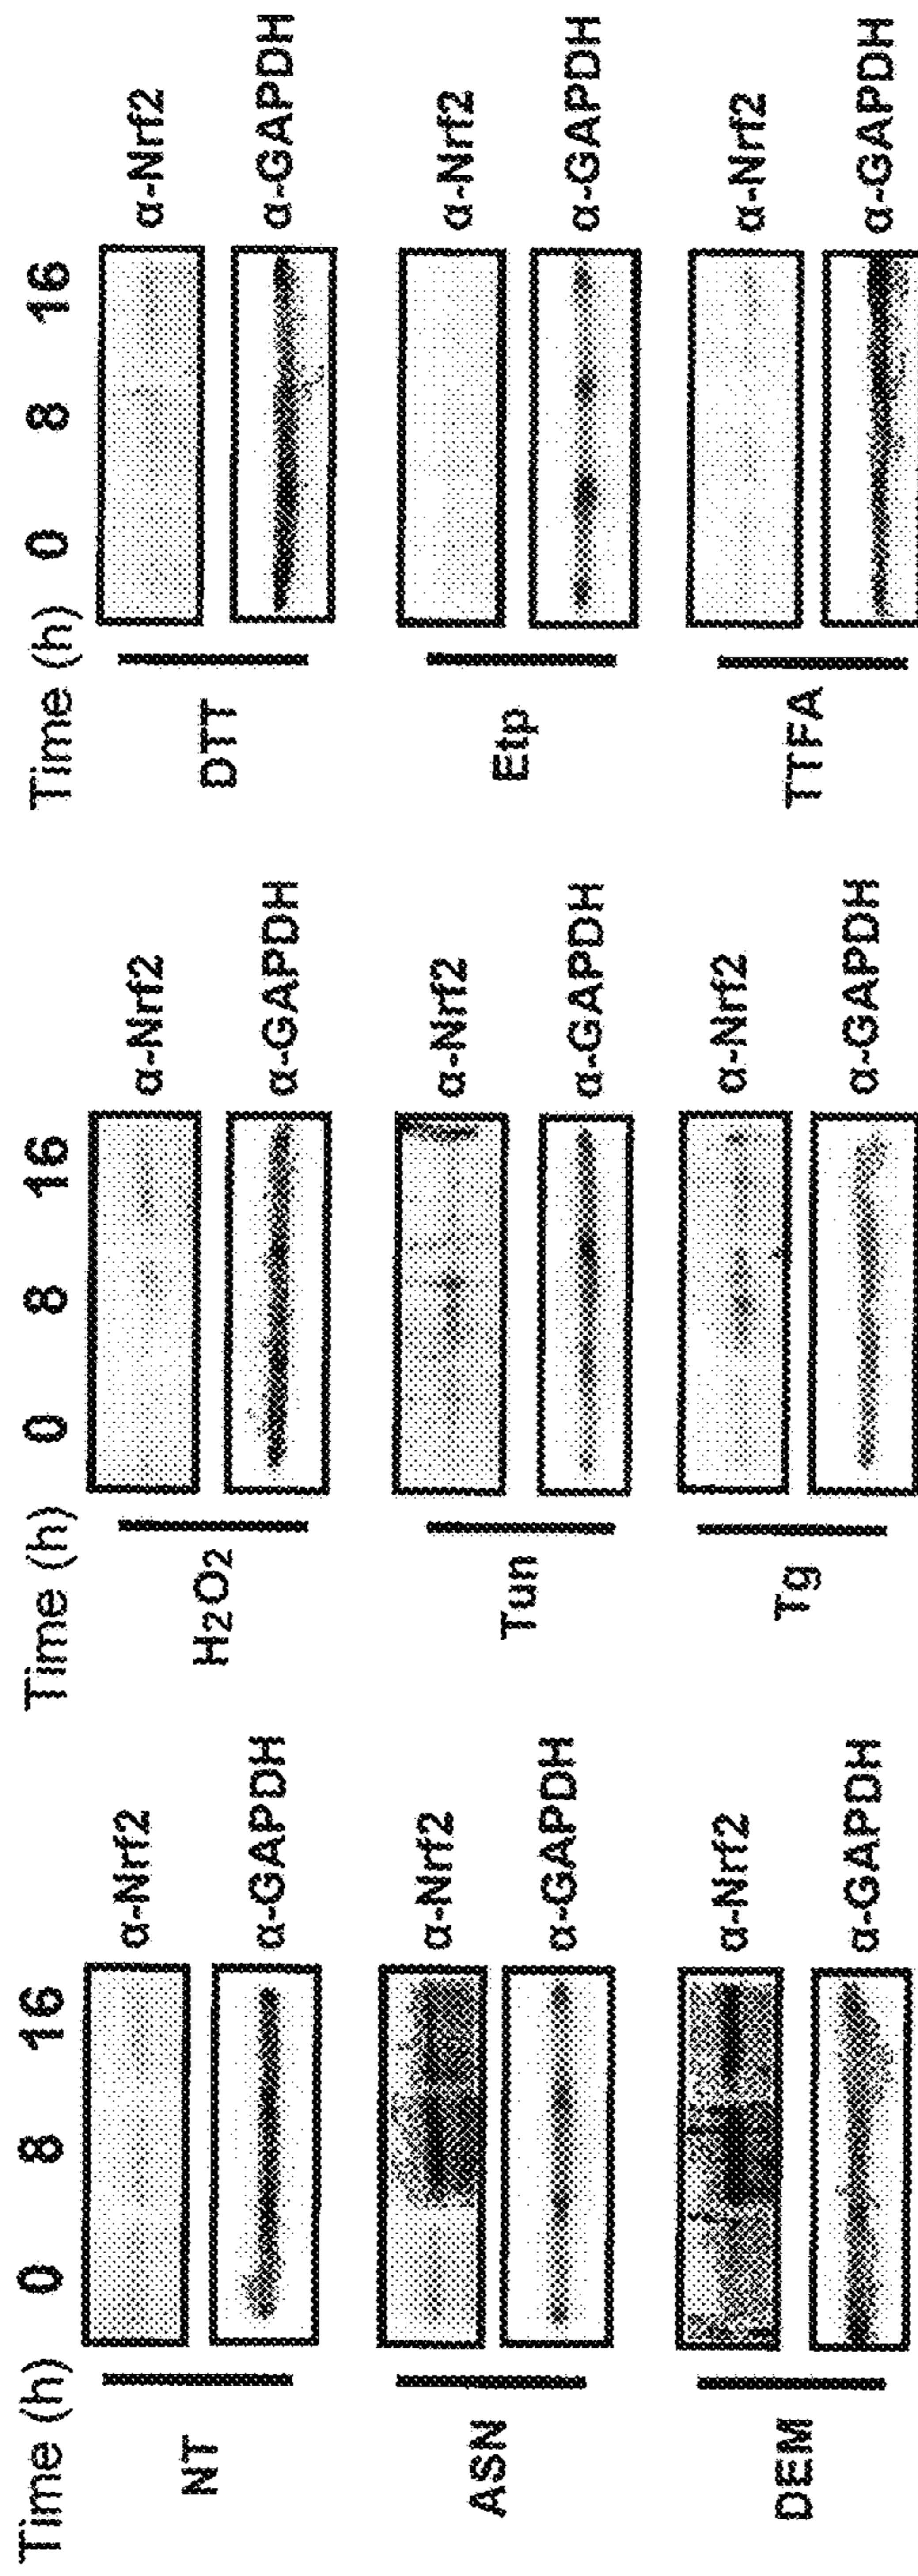 Time (h) 0 8 16
NT
α-Nrf2
α-GAPDH
ASN
α-Nrf2
α-GAPDH
DEM
α-Nrf2
α-GAPDH
Time (h) 0 8 16
H2O2
α-Nrf2
α-GAPDH
Tun
α-Nrf2
α-GAPDH
Tg
α-Nrf2
α-GAPDH
Time (h) 0 8 16
DTT
α-Nrf2
α-GAPDH
Etp
α-Nrf2
α-GAPDH
TTFA
α-Nrf2
α-GAPDH